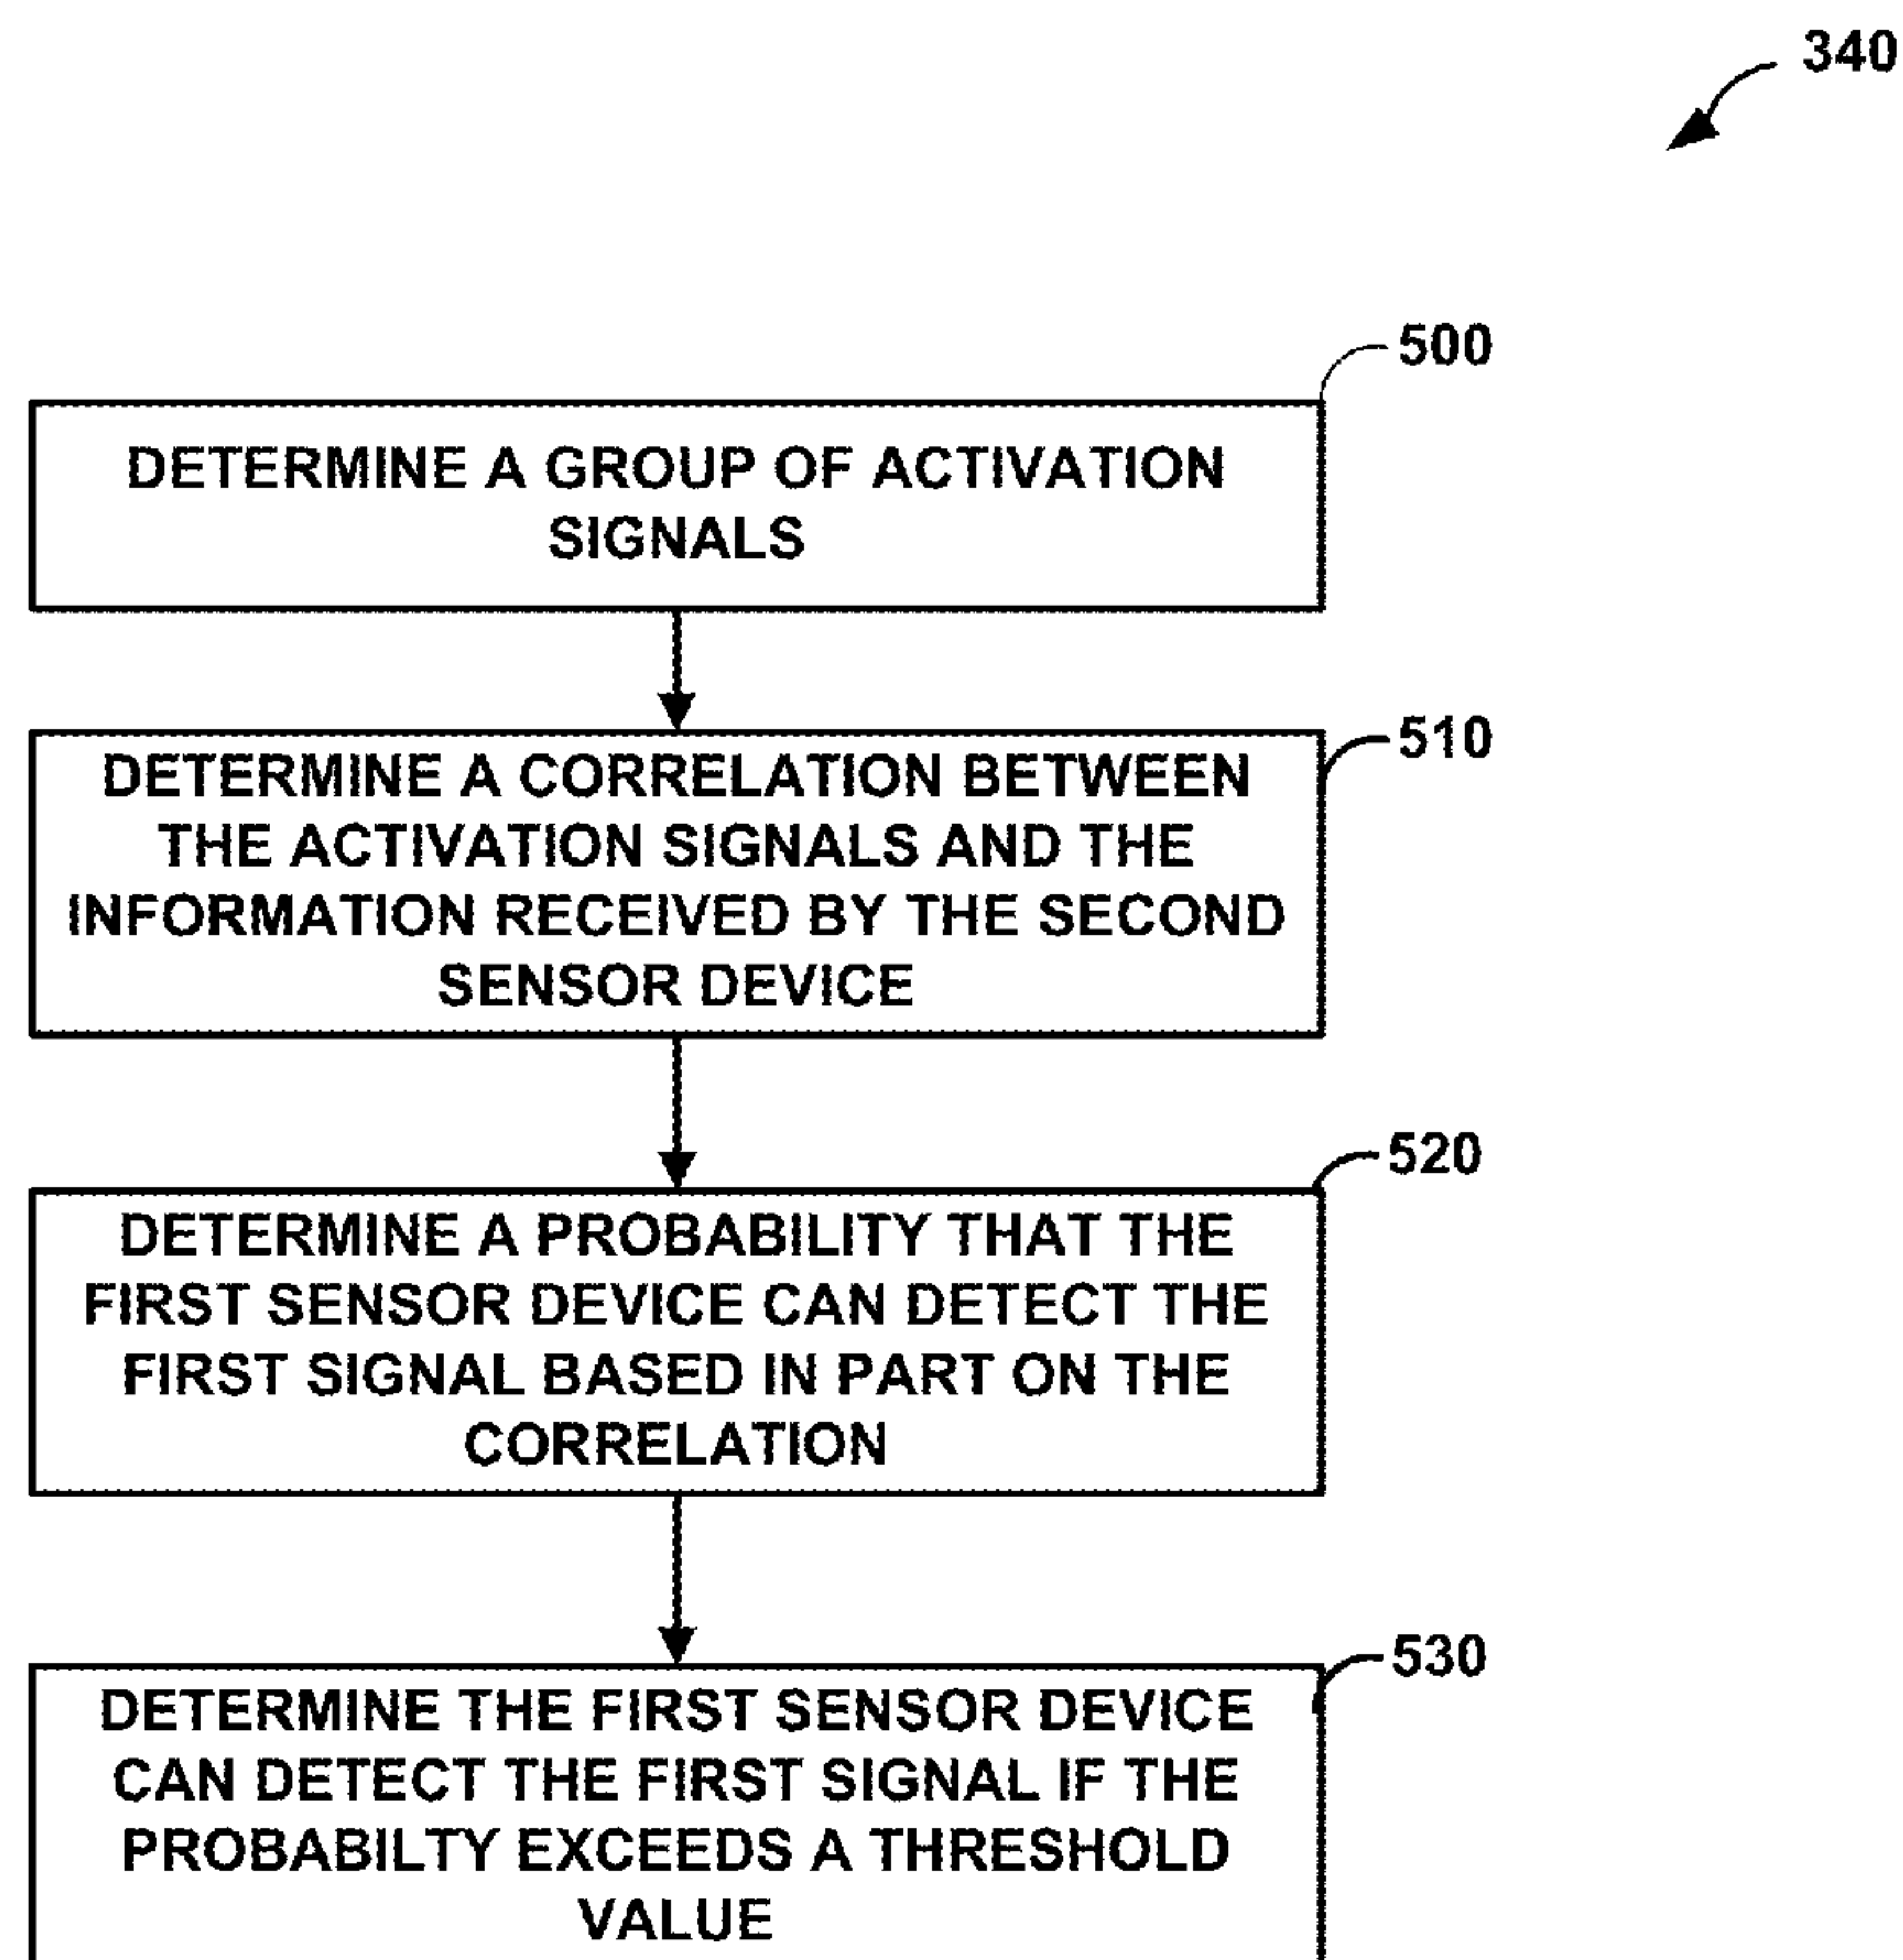 340
500
DETERMINE A GROUP OF ACTIVATION
SIGNALS
510
DETERMINE A CORRELATION BETWEEN
THE ACTIVATION SIGNALS AND THE
INFORMATION RECEIVED BY THE SECOND
SENSOR DEVICE
520
DETERMINE A PROBABILITY THAT THE
FIRST SENSOR DEVICE CAN DETECT THE
FIRST SIGNAL BASED IN PART ON THE
CORRELATION
530
DETERMINE THE FIRST SENSOR DEVICE
CAN DETECT THE FIRST SIGNAL IF THE
PROBABILTY EXCEEDS A THRESHOLD
VALUE